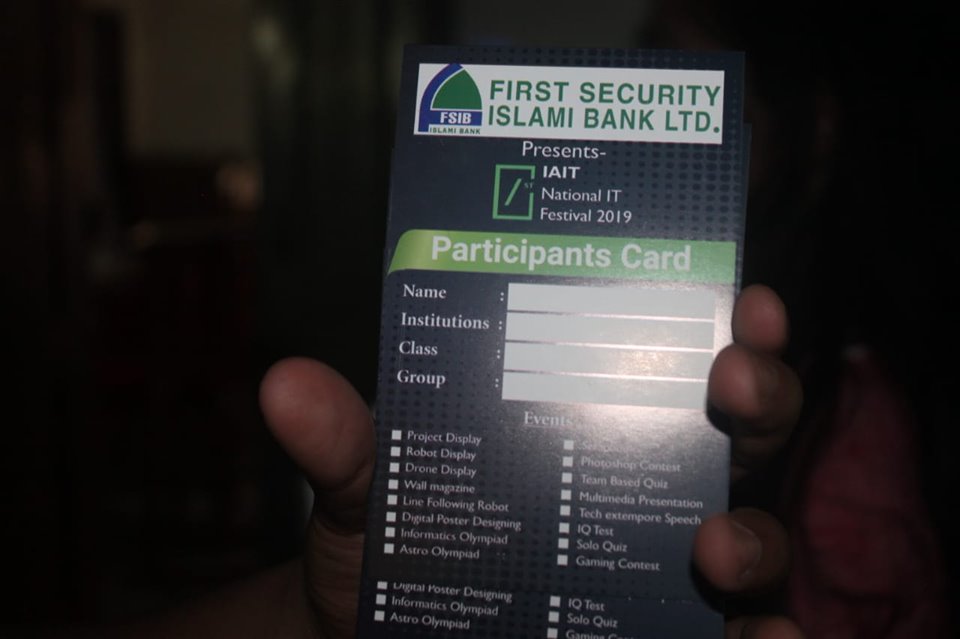 FIRST SECURITY
ISLAMI BANK LTD.
FSIB
ISLAMI BANK
Presents-
1ST
IAIT
National IT
Festival 2019
Participants Card
Name :
Institutions :
Class :
Group :
Events
Project Display
Robot Display
Drone Display
Wall magazine
Line Following Robot
Digital Poster Designing
Informatics Olympiad
Astro Olympiad
Photoshop Contest
Team Based Quiz
Multimedia Presentation
Tech extempore Speech
IQ Test
Solo Quiz
Gaming Contest
Digital Poster Designing
Informatics Olympiad
Astro Olympiad
IQ Test
Solo Quiz
Gaming